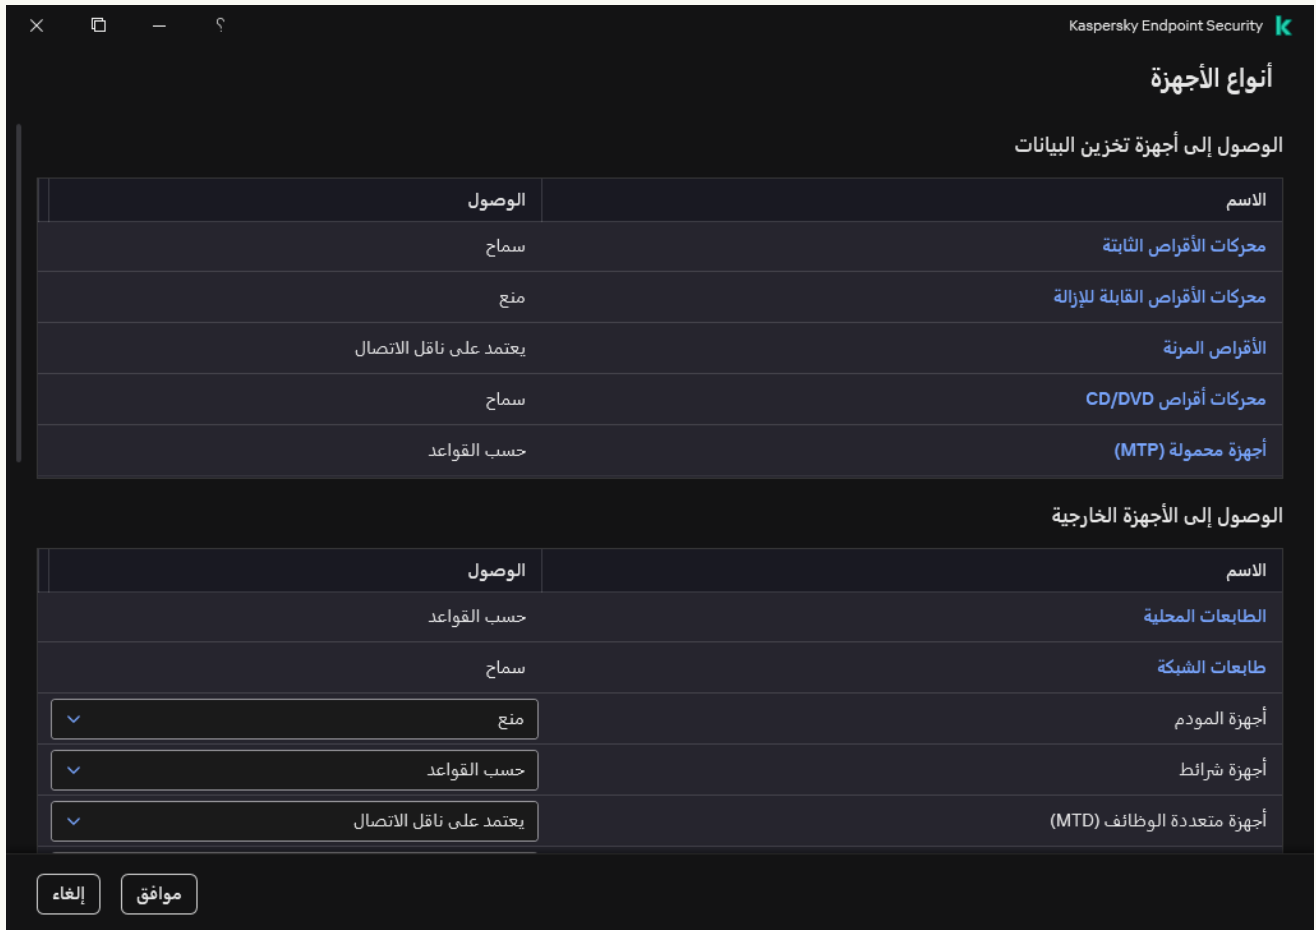 Kaspersky Endpoint Security
أنواع الأجهزة
الوصول إلى أجهزة تخزين البيانات
الاسم الوصول
محركات الأقراص الثابتة سماح
محركات الأقراص القابلة للإزالة منع
الأقراص المرنة يعتمد على ناقل الاتصال
محركات أقراص CD/DVD سماح
أجهزة محمولة (MTP) حسب القواعد
الوصول إلى الأجهزة الخارجية
الاسم الوصول
الطابعات المحلية حسب القواعد
طابعات الشبكة سماح
أجهزة المودم منع
أجهزة شرائط حسب القواعد
أجهزة متعددة الوظائف (MTD) يعتمد على ناقل الاتصال
موافق إلغاء